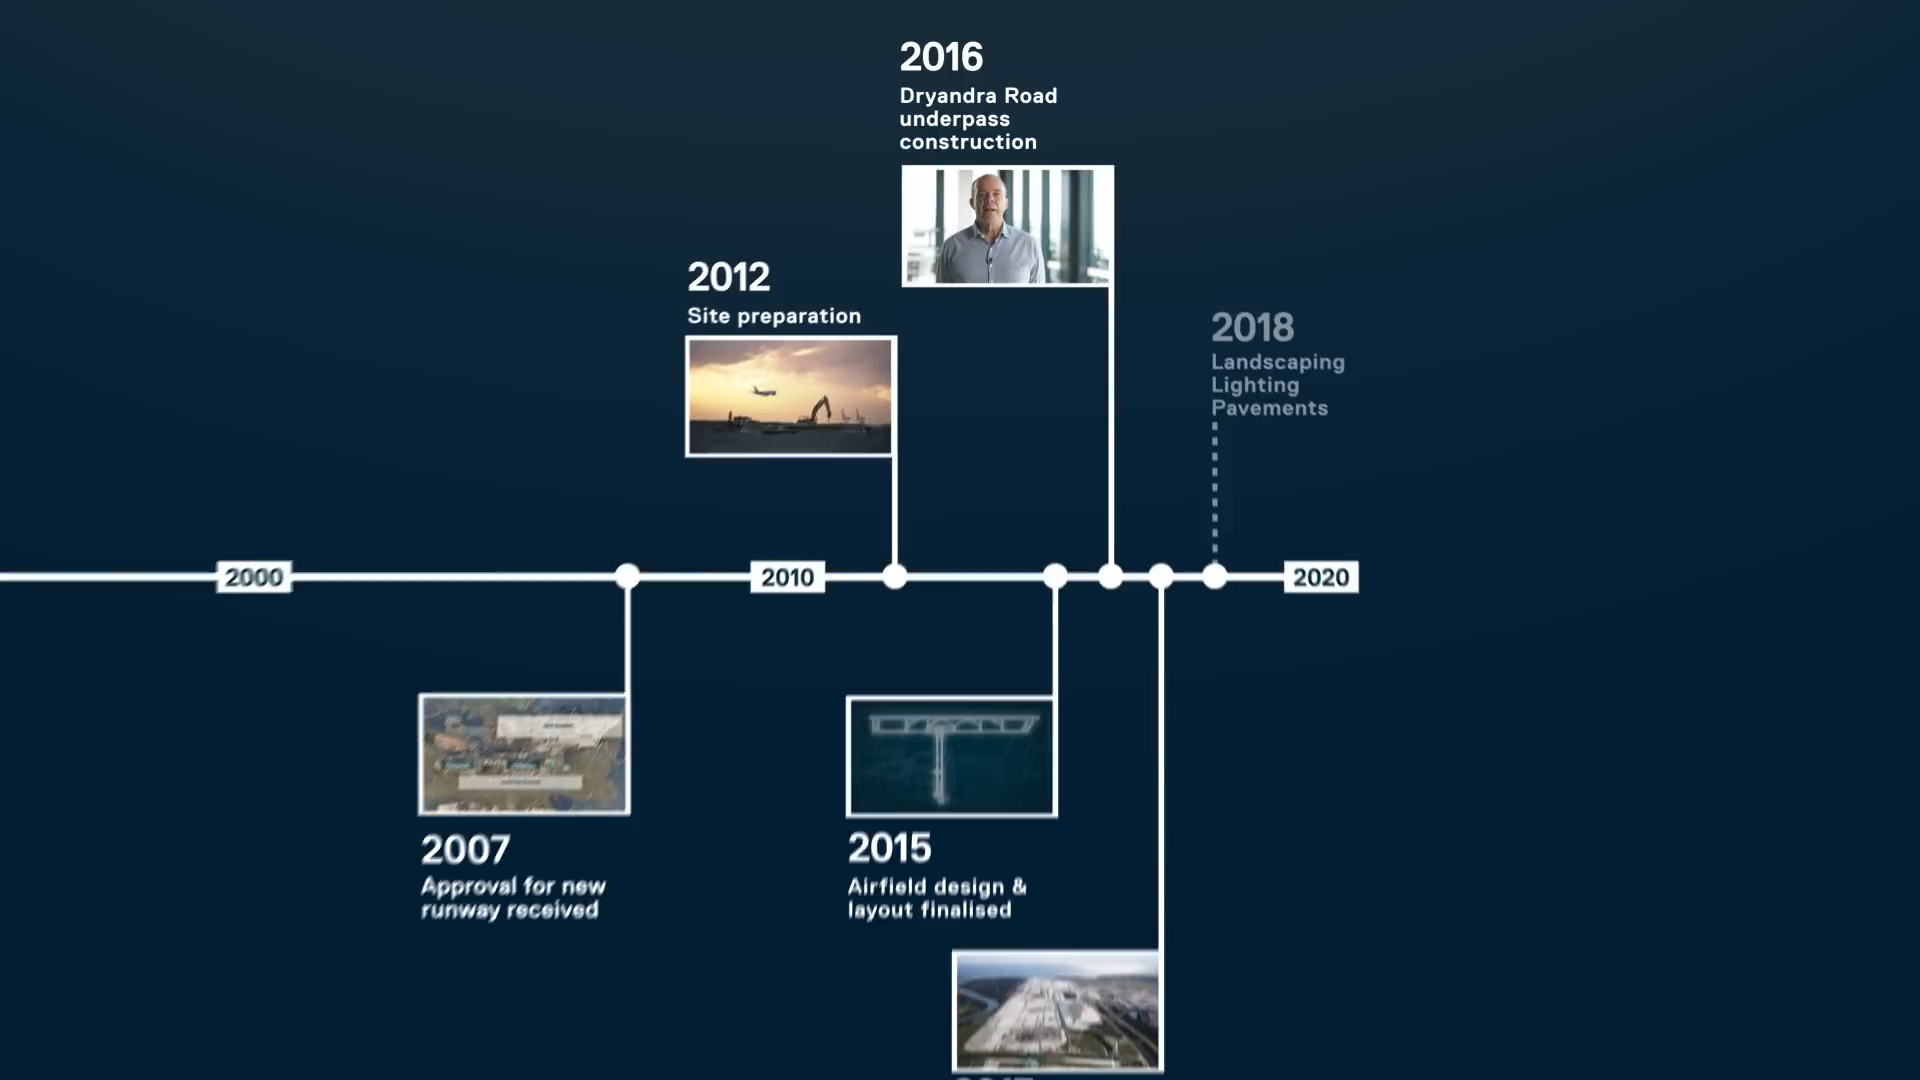 2016
Dryandra Road
underpass
construction
2012
Site preparation
2018
Landscaping
Lighting
Pavements
2000
2010
2020
2007
Approval for new
runway received
2015
Airfield design &
layout finalised